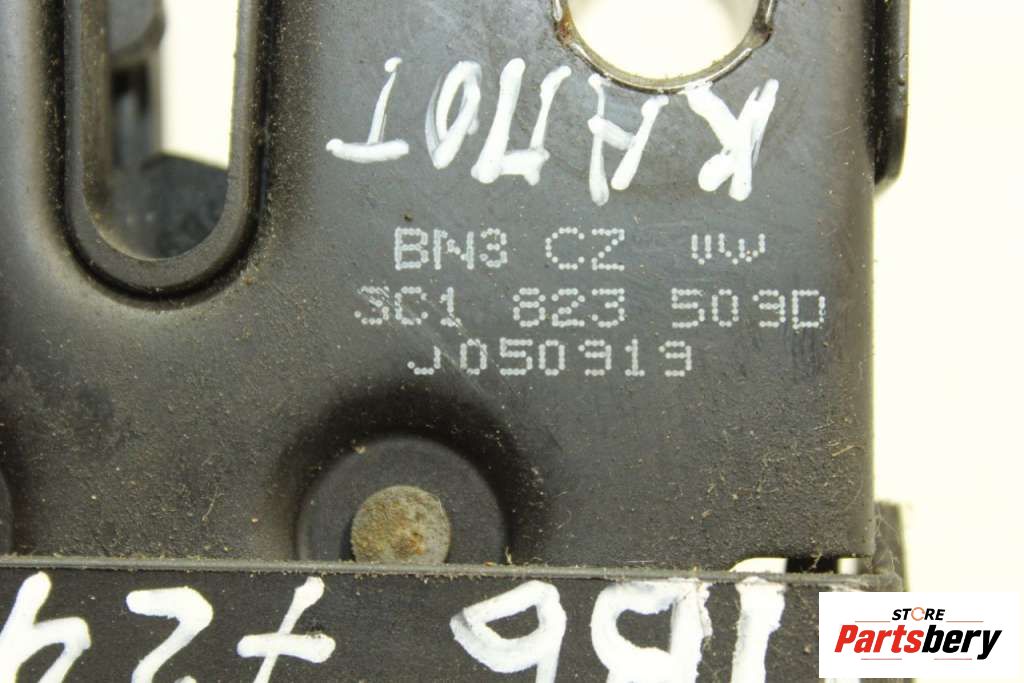 КАПОТ
BN3 CZ VW
3C1 823 509D
J050919
STORE
Partsbery